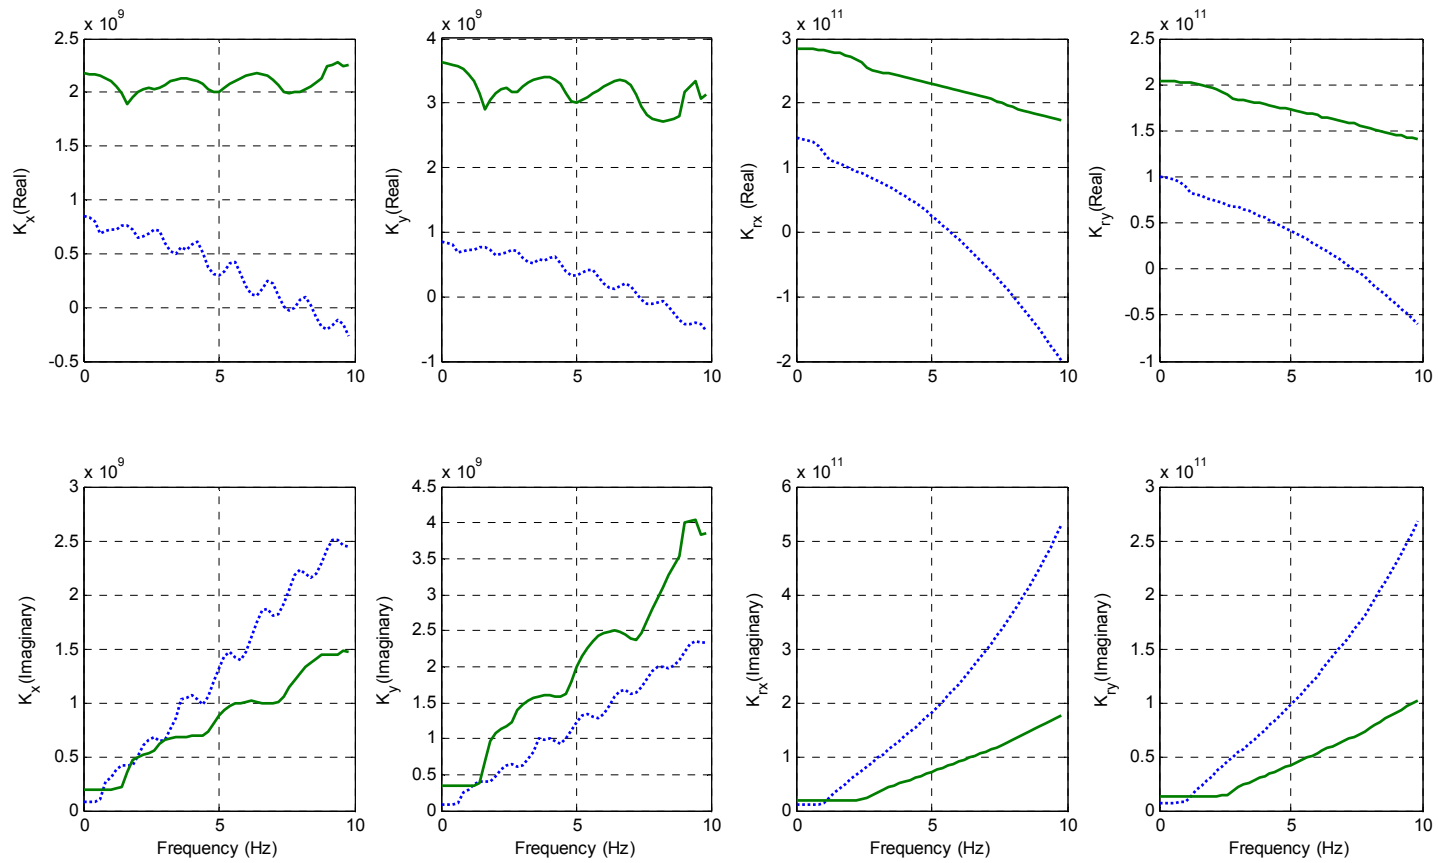 x 10^9
2.5
2
1.5
1
0.5
0
-0.5
0 5 10
K_x(Real)
x 10^9
4
3
2
1
0
-1
0 5 10
K_y(Real)
x 10^11
3
2
1
0
-1
-2
0 5 10
K_rx (Real)
x 10^11
2.5
2
1.5
1
0.5
0
-0.5
-1
0 5 10
K_ry(Real)
x 10^9
3
2.5
2
1.5
1
0.5
0
0 5 10
K_x(Imaginary)
Frequency (Hz)
x 10^9
4.5
4
3.5
3
2.5
2
1.5
1
0.5
0
0 5 10
K_y(Imaginary)
Frequency (Hz)
x 10^11
6
5
4
3
2
1
0
0 5 10
K_rx(Imaginary)
Frequency (Hz)
x 10^11
3
2.5
2
1.5
1
0.5
0
0 5 10
K_ry(Imaginary)
Frequency (Hz)